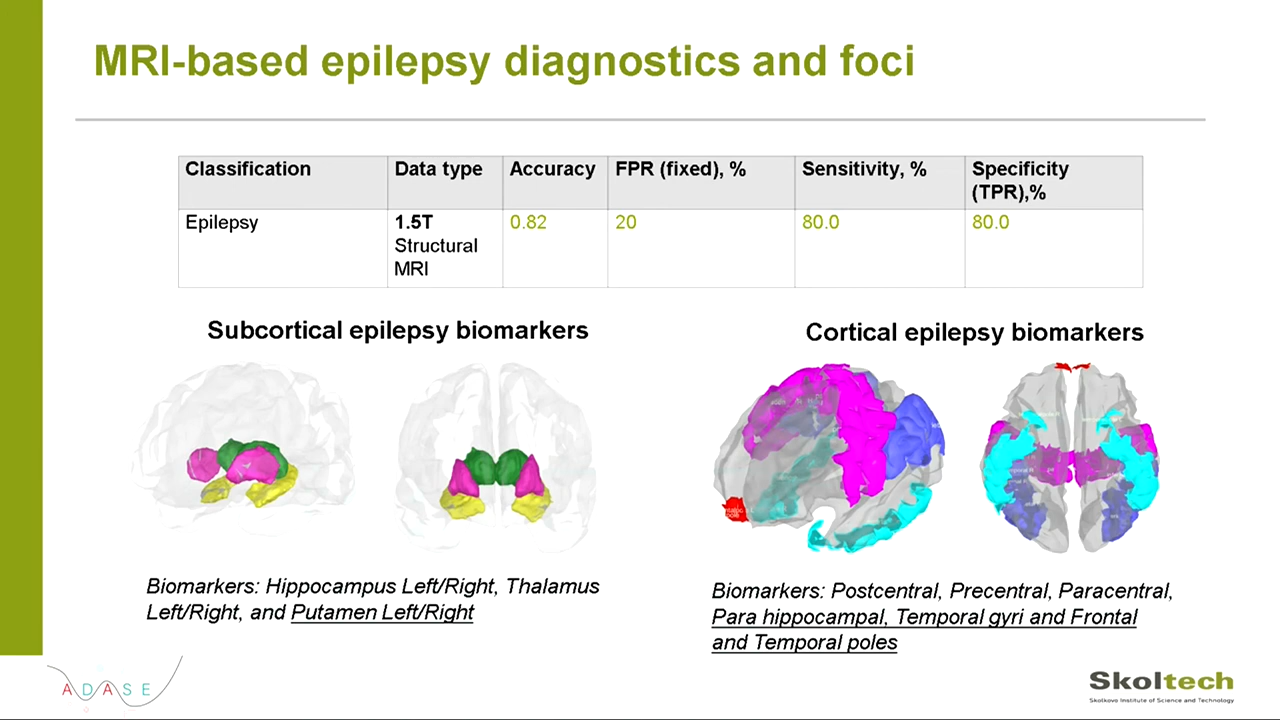 MRI-based epilepsy diagnostics and foci
Classification
Data type
Accuracy
FPR (fixed), %
Sensitivity, %
Specificity
(TPR),%
Epilepsy
1.5T
Structural
MRI
0.82
20
80.0
80.0
Subcortical epilepsy biomarkers
Cortical epilepsy biomarkers
Biomarkers: Hippocampus Left/Right, Thalamus
Left/Right, and Putamen Left/Right
Biomarkers: Postcentral, Precentral, Paracentral,
Para hippocampal, Temporal gyri and Frontal
and Temporal poles
ADASE
Skoltech
Skolkovo Institute of Science and Technology